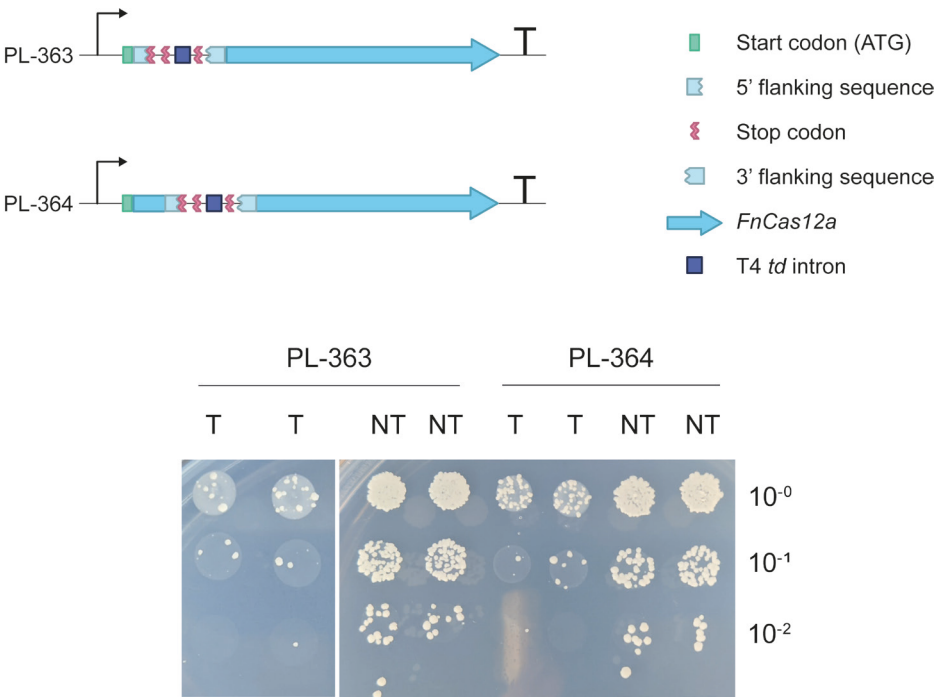 PL-363
T
Start codon (ATG)
5’ flanking sequence
Stop codon
PL-364
T
3’ flanking sequence
FnCas12a
T4 td intron
PL-363 PL-364
T T NT NT T T NT NT
10-0
10-1
10-2